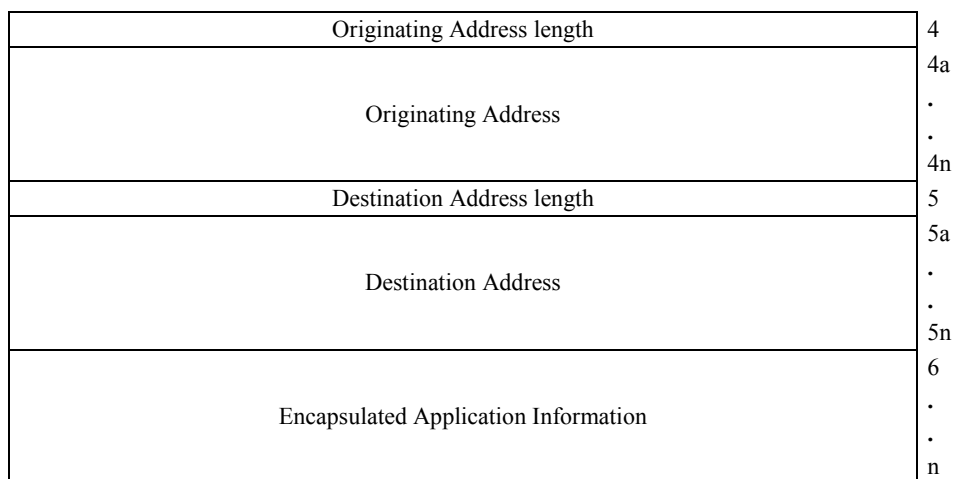 Originating Address length 4
4a
.
Originating Address
.
4n
Destination Address length 5
5a
.
Destination Address
.
5n
6
.
Encapsulated Application Information
.
n